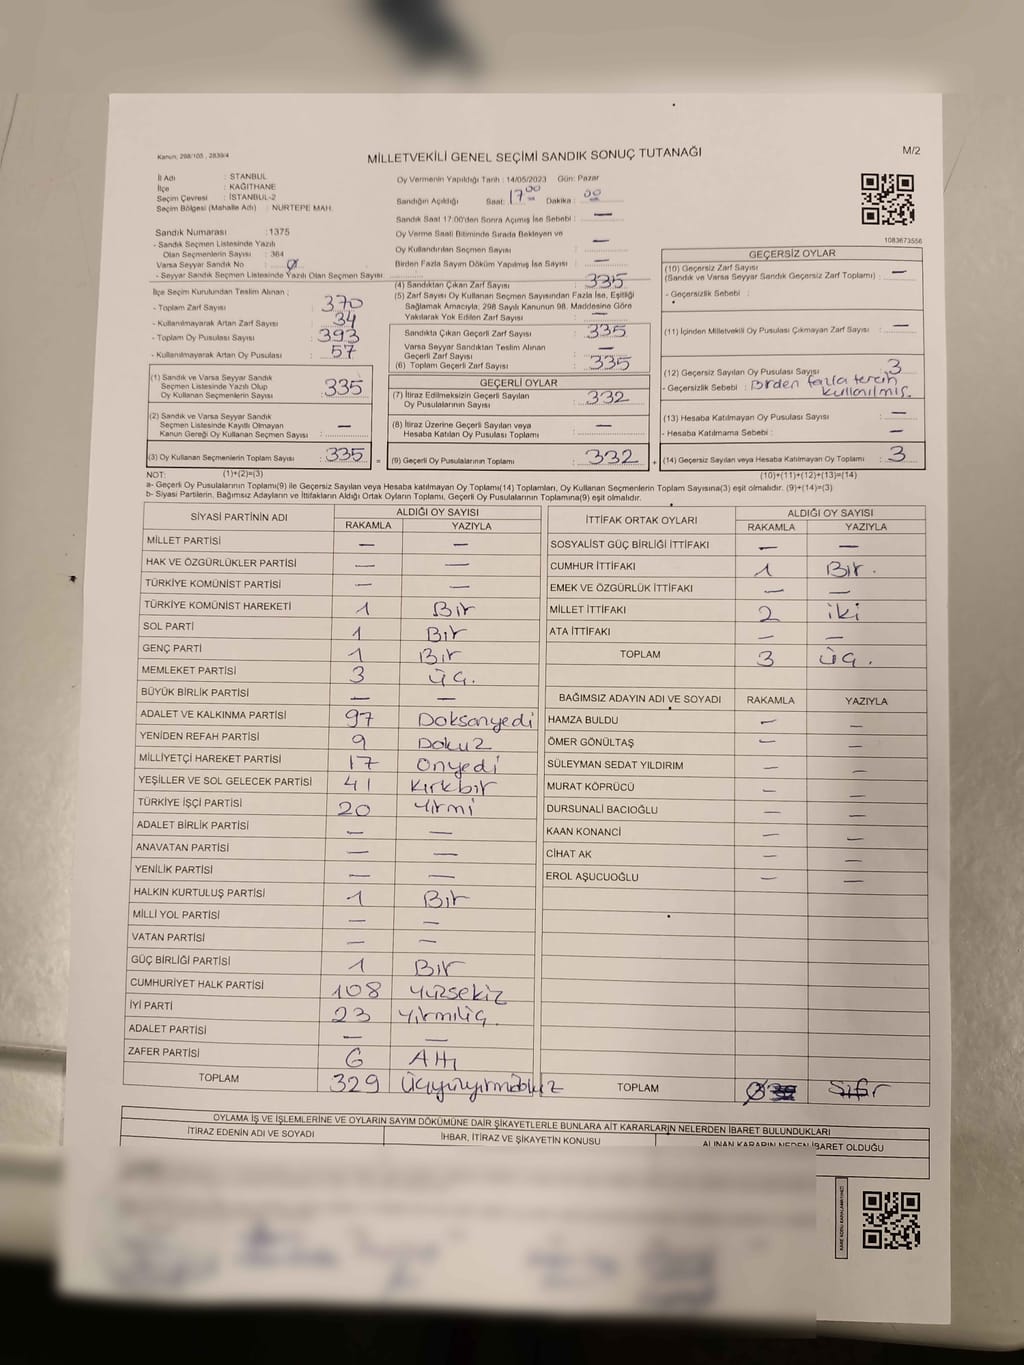 Kanun: 298/105 , 2839/4
MİLLETVEKİLİ GENEL SEÇİMİ SANDIK SONUÇ TUTANAĞI
M/2
İl Adı : STANBUL
İlçe : KAĞITHANE
Seçim Çevresi : İSTANBUL-2
Seçim Bölgesi (Mahalle Adı) : NURTEPE MAH.
Sandık Numarası :1375
- Sandık Seçmen Listesinde Yazılı
Olan Seçmenlerin Sayısı : 364
Varsa Seyyar Sandık No : Ø
- Seyyar Sandık Seçmen Listesinde Yazılı Olan Seçmen Sayısı:
Oy Vermenin Yapıldığı Tarih : 14/05/2023 Gün: Pazar
Sandığın Açıldığı Saat: 17 00 Dakika : 00
Sandık Saat 17:00'den Sonra Açımış İse Sebebi : —
Oy Verme Saati Bitiminde Sırada Bekleyen ve
Oy Kullandırılan Seçmen Sayısı —
Birden Fazla Sayım Döküm Yapılmış İse Sayısı —
1083673556
İlçe Seçim Kurulundan Teslim Alınan ;
- Toplam Zarf Sayısı : 370
- Kullanılmayarak Artan Zarf Sayısı : 34
- Toplam Oy Pusulası Sayısı : 393
- Kullanılmayarak Artan Oy Pusulası : 57
(1) Sandık ve Varsa Seyyar Sandık
Seçmen Listesinde Yazılı Olup
Oy Kullanan Seçmenlerin Sayısı : 335
(2) Sandık ve Varsa Seyyar Sandık
Seçmen Listesinde Kayıtlı Olmayan
Kanun Gereği Oy Kullanan Seçmen Sayısı : —
(3) Oy Kullanan Seçmenlerin Toplam Sayısı : 335 =
(4) Sandıktan Çıkan Zarf Sayısı : 335
(5) Zarf Sayısı Oy Kullanan Seçmen Sayısından Fazla İse, Eşitliği
Sağlamak Amacıyla, 298 Sayılı Kanunun 98. Maddesine Göre
Yakılarak Yok Edilen Zarf Sayısı : —
Sandıkta Çıkan Geçerli Zarf Sayısı : 335
Varsa Seyyar Sandıktan Teslim Alınan
Geçerli Zarf Sayısı —
(6) Toplam Geçerli Zarf Sayısı : 335
GEÇERLİ OYLAR
(7) İtiraz Edilmeksizin Geçerli Sayılan
Oy Pusulalarının Sayısı : 332
(8) İtiraz Üzerine Geçerli Sayılan veya
Hesaba Katılan Oy Pusulası Toplamı : —
(9) Geçerli Oy Pusulalarının Toplamı : 332 +
GEÇERSİZ OYLAR
(10) Geçersiz Zarf Sayısı
(Sandık ve Varsa Seyyar Sandık Geçersiz Zarf Toplamı) : —
- Geçersizlik Sebebi :
(11) İçinden Milletvekili Oy Pusulası Çıkmayan Zarf Sayısı : —
(12) Geçersiz Sayılan Oy Pusulası Sayısı : 3
- Geçersizlik Sebebi : Birden fazla tercih
kullanılmış.
(13) Hesaba Katılmayan Oy Pusulası Sayısı : —
- Hesaba Katılmama Sebebi : —
(14) Geçersiz Sayılan veya Hesaba Katılmayan Oy Toplamı : 3
NOT: (1)+(2)=(3) (10)+(11)+(12)+(13)=(14)
a- Geçerli Oy Pusulalarının Toplamı(9) ile Geçersiz Sayılan veya Hesaba katılmayan Oy Toplamı(14) Toplamları, Oy Kullanan Seçmenlerin Toplam Sayısına(3) eşit olmalıdır. (9)+(14)=(3)
b- Siyasi Partilerin, Bağımsız Adayların ve İttifakların Aldığı Ortak Oyların Toplamı, Geçerli Oy Pusulalarının Toplamına(9) eşit olmalıdır.
SİYASİ PARTİNİN ADI ALDIĞI OY SAYISI
RAKAMLA YAZIYLA
MİLLET PARTİSİ — —
HAK VE ÖZGÜRLÜKLER PARTİSİ — —
TÜRKİYE KOMÜNİST PARTİSİ — —
TÜRKİYE KOMÜNİST HAREKETİ 1 Bir
SOL PARTİ 1 Bir
GENÇ PARTİ 1 Bir
MEMLEKET PARTİSİ 3 üç.
BÜYÜK BİRLİK PARTİSİ — —
ADALET VE KALKINMA PARTİSİ 97 Doksanyedi
YENİDEN REFAH PARTİSİ 9 Dokuz
MİLLİYETÇİ HAREKET PARTİSİ 17 onyedi
YEŞİLLER VE SOL GELECEK PARTİSİ 41 Kırkbir
TÜRKİYE İŞÇİ PARTİSİ 20 Yirmi
ADALET BİRLİK PARTİSİ — —
ANAVATAN PARTİSİ — —
YENİLİK PARTİSİ — —
HALKIN KURTULUŞ PARTİSİ 1 Bir
MİLLİ YOL PARTİSİ — —
VATAN PARTİSİ — —
GÜÇ BİRLİĞİ PARTİSİ 1 Bir
CUMHURİYET HALK PARTİSİ 108 Yüzsekiz
İYİ PARTİ 23 Yirmiüç.
ADALET PARTİSİ — —
ZAFER PARTİSİ 6 Altı
TOPLAM 329
İTTİFAK ORTAK OYLARI ALDIĞI OY SAYISI
RAKAMLA YAZIYLA
SOSYALİST GÜÇ BİRLİĞİ İTTİFAKI — —
CUMHUR İTTİFAKI 1 Bir.
EMEK VE ÖZGÜRLÜK İTTİFAKI — —
MİLLET İTTİFAKI 2 iki
ATA İTTİFAKI — —
TOPLAM 3 üç.
BAĞIMSIZ ADAYIN ADI VE SOYADI RAKAMLA YAZIYLA
HAMZA BULDU — —
ÖMER GÖNÜLTAŞ — —
SÜLEYMAN SEDAT YILDIRIM — —
MURAT KÖPRÜCÜ — —
DURSUNALİ BACIOĞLU — —
KAAN KONANCİ — —
CİHAT AK — —
EROL AŞUCUOĞLU — —
TOPLAM Ø Sıfır
OYLAMA İŞ VE İŞLEMLERİNE VE OYLARIN SAYIM DÖKÜMÜNE DAİR ŞİKAYETLERLE BUNLARA AİT KARARLARIN NELERDEN İBARET BULUNDUKLARI
İTİRAZ EDENİN ADI VE SOYADI İHBAR, İTİRAZ VE ŞİKAYETİN KONUSU ALINAN KARARIN NEDEN İBARET OLDUĞU